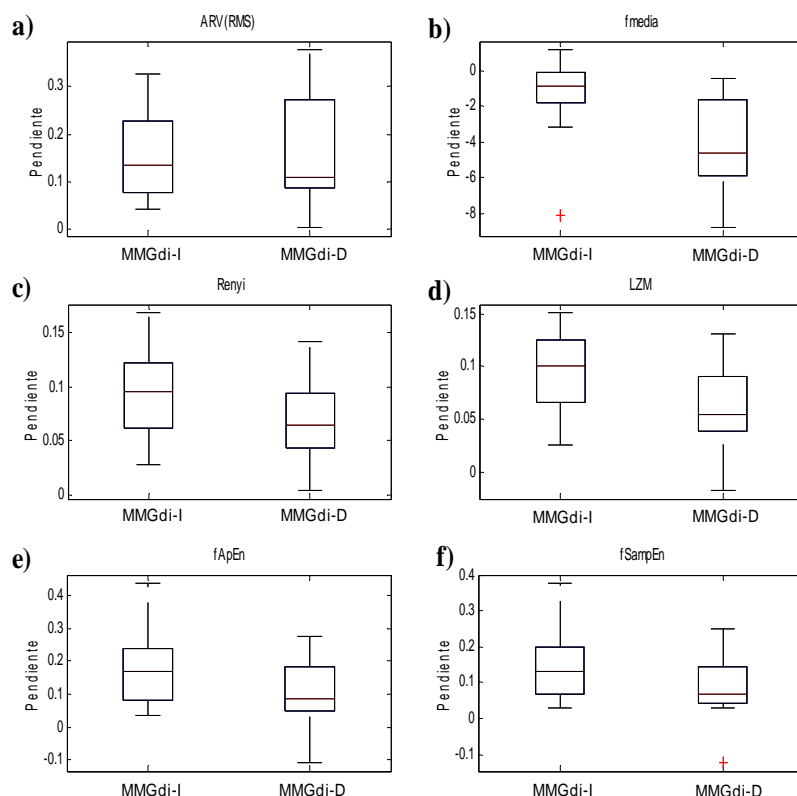 a) ARV(RMS)
Pendiente
0.3
0.2
0.1
0
MMGdi-I MMGdi-D
b) fmedia
Pendiente
0
-2
-4
-6
-8
MMGdi-I MMGdi-D
c) Renyi
Pendiente
0.15
0.1
0.05
0
MMGdi-I MMGdi-D
d) LZM
Pendiente
0.15
0.1
0.05
0
MMGdi-I MMGdi-D
e) fApEn
Pendiente
0.4
0.3
0.2
0.1
0
-0.1
MMGdi-I MMGdi-D
f) fSampEn
Pendiente
0.4
0.3
0.2
0.1
0
-0.1
MMGdi-I MMGdi-D